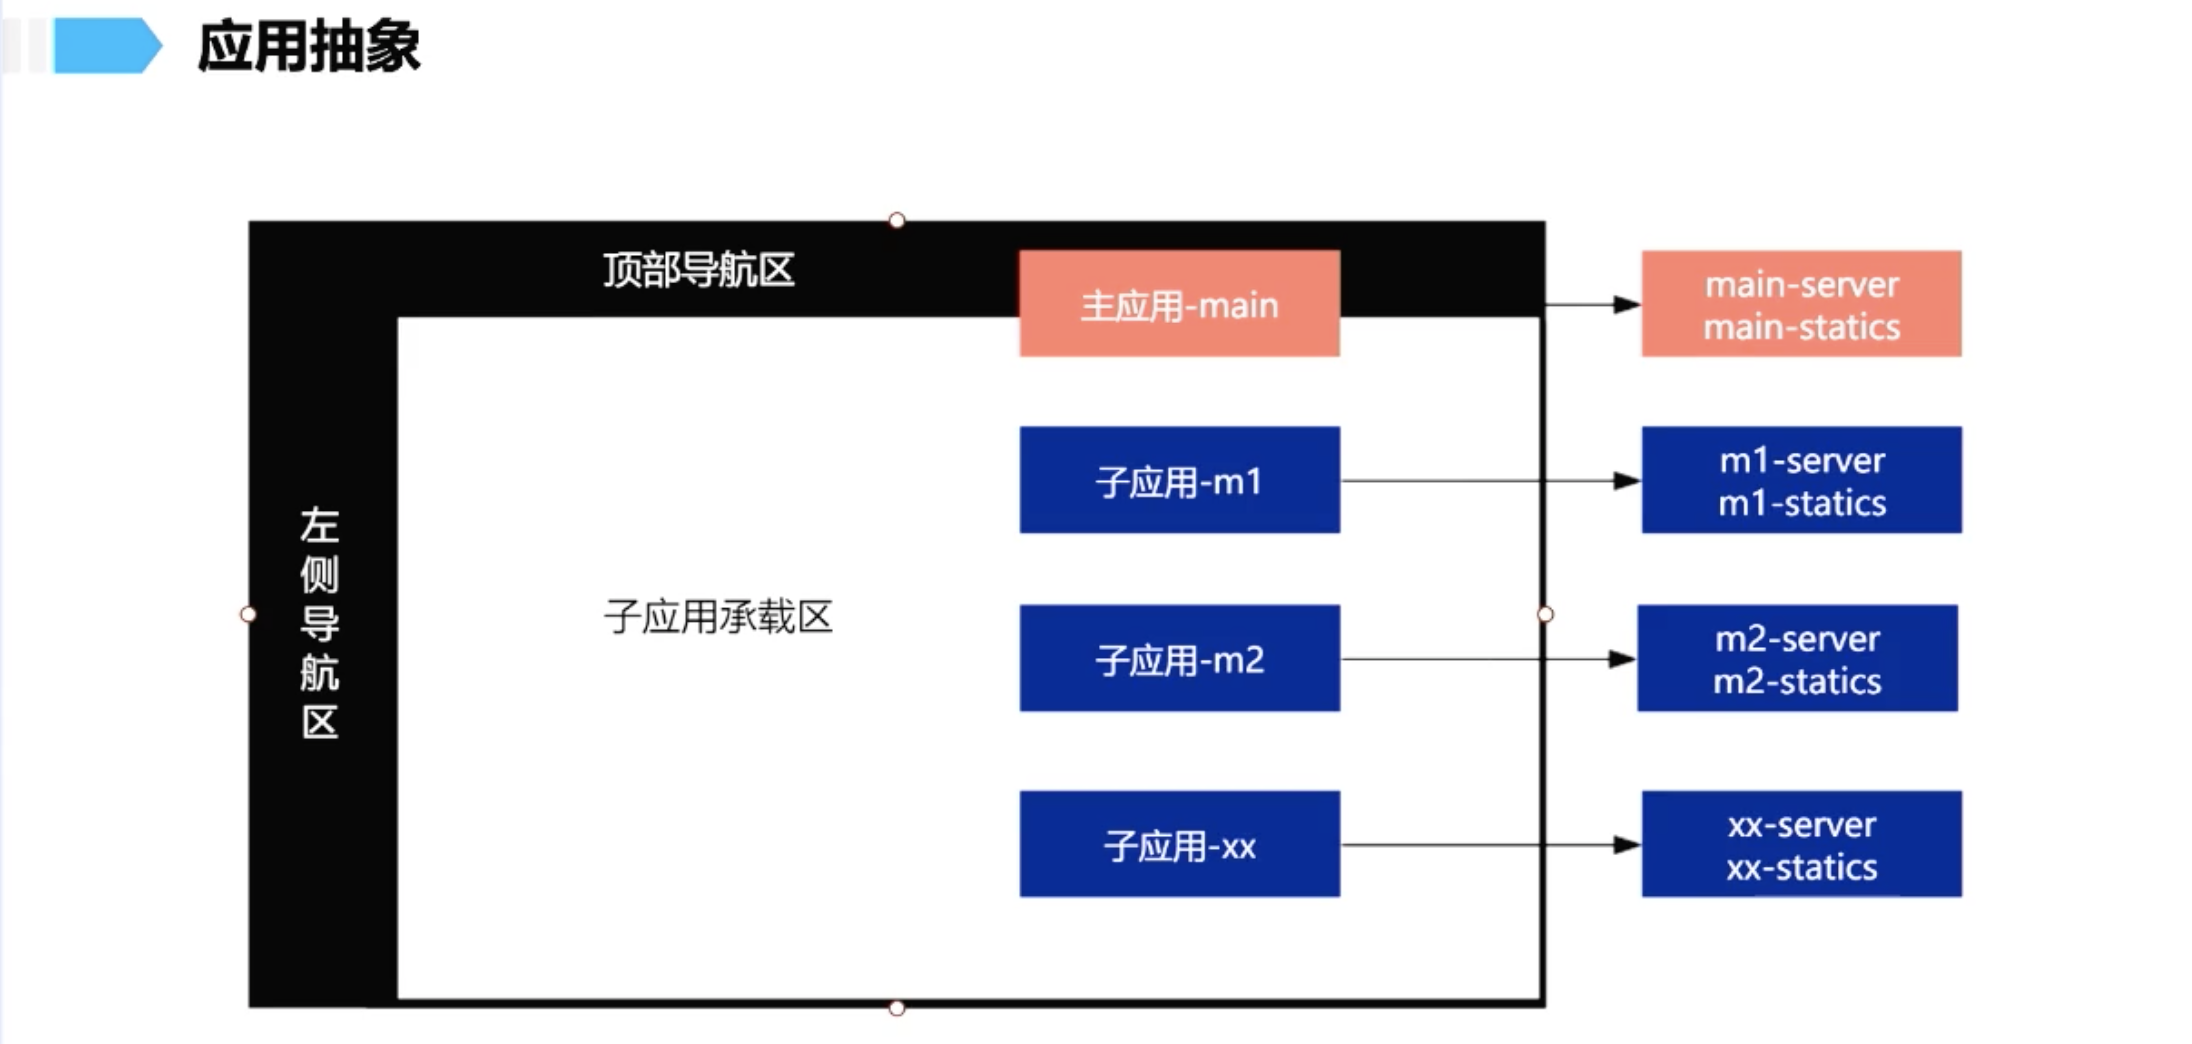 应用抽象
顶部导航区
主应用-main
main-server
main-statics
左侧导航区
子应用承载区
子应用-m1
m1-server
m1-statics
子应用-m2
m2-server
m2-statics
子应用-xx
xx-server
xx-statics